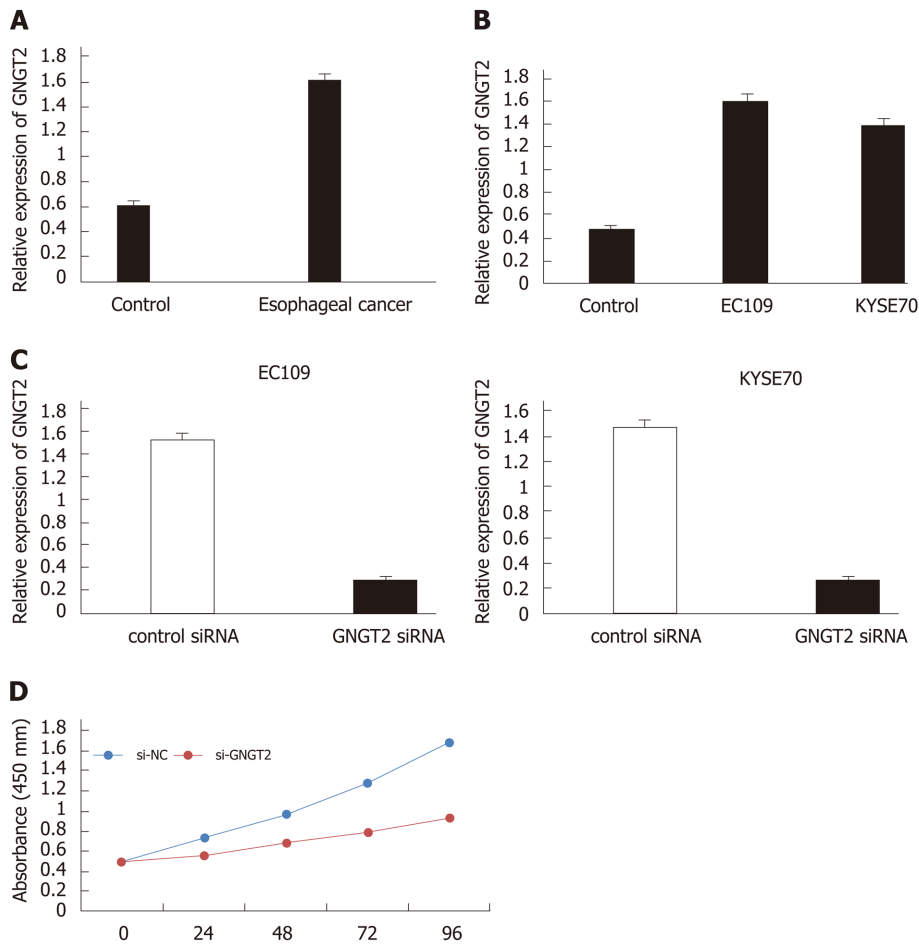 A
Relative expression of GNGT2
1.8
1.6
1.4
1.2
1
0.8
0.6
0.4
0.2
0
Control Esophageal cancer
B
Relative expression of GNGT2
1.8
1.6
1.4
1.2
1
0.8
0.6
0.4
0.2
0
Control EC109 KYSE70
C
EC109
Relative expression of GNGT2
1.8
1.6
1.4
1.2
1
0.8
0.6
0.4
0.2
0
control siRNA GNGT2 siRNA
KYSE70
Relative expression of GNGT2
1.6
1.4
1.2
1
0.8
0.6
0.4
0.2
0
control siRNA GNGT2 siRNA
D
Absorbance (450 mm)
si-NC si-GNGT2
1.8
1.6
1.4
1.2
1
0.8
0.6
0.4
0.2
0
0 24 48 72 96